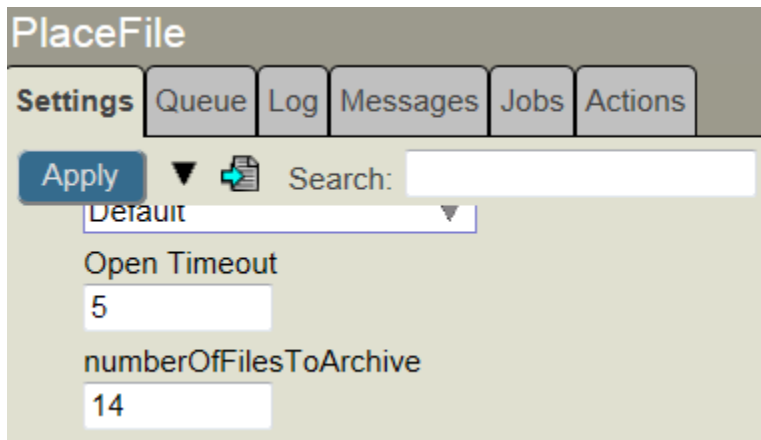 PlaceFile
Settings Queue Log Messages Jobs Actions
Apply Search:
Default
Open Timeout
5
numberOfFilesToArchive
14